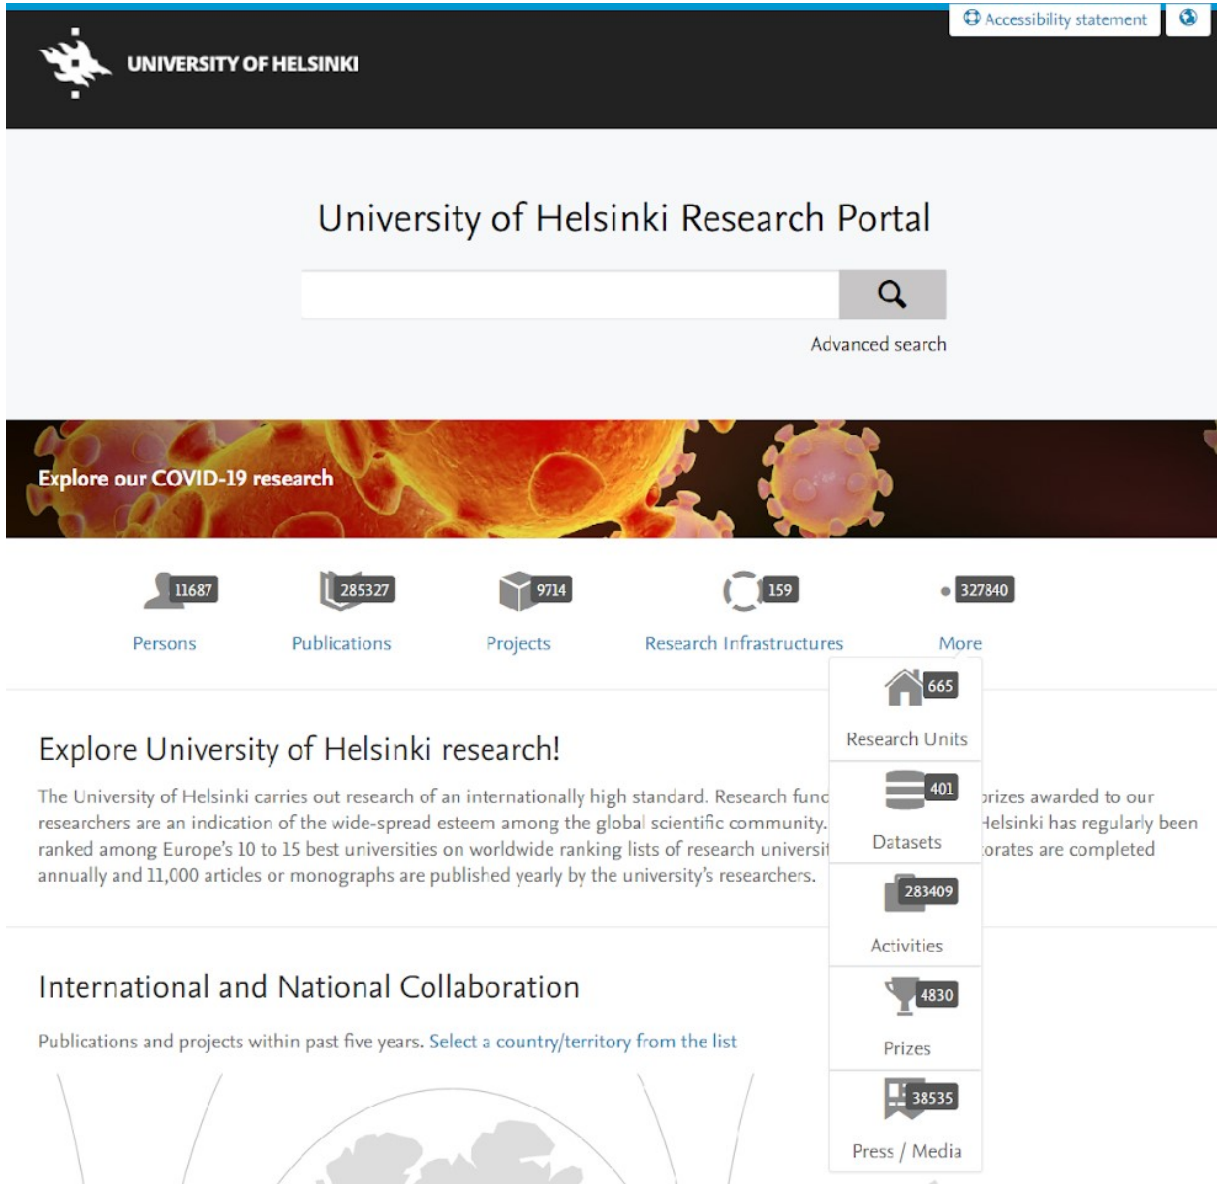 Accessibility statement
UNIVERSITY OF HELSINKI
University of Helsinki Research Portal
Advanced search
Explore our COVID-19 research
11687
Persons
285327
Publications
9714
Projects
159
Research Infrastructures
327840
More
665
Research Units
401
Datasets
283409
Activities
4830
Prizes
38535
Press / Media
Explore University of Helsinki research!
The University of Helsinki carries out research of an internationally high standard. Research prizes awarded to our
researchers are an indication of the wide-spread esteem among the global scientific community. Helsinki has regularly been
ranked among Europe's 10 to 15 best universities on worldwide ranking lists of research are completed
annually and 11,000 articles or monographs are published yearly by the university's researchers.
International and National Collaboration
Publications and projects within past five years. Select a country/territory from the list